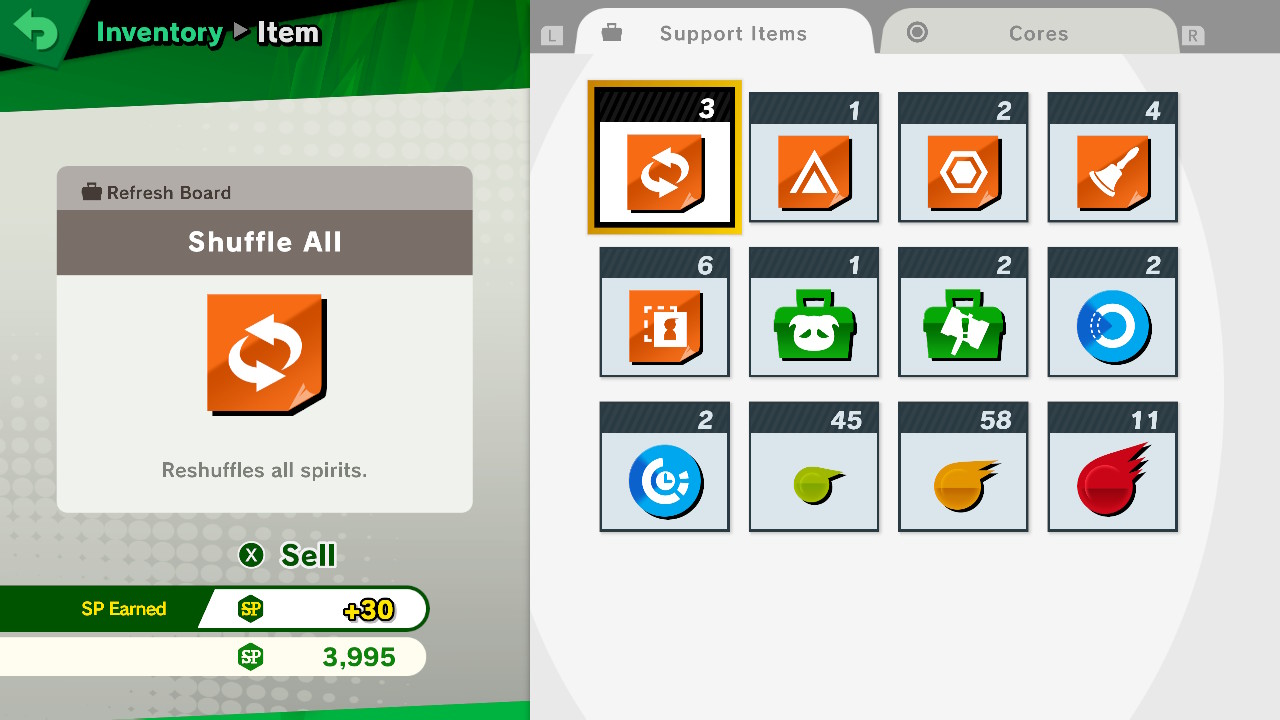 Inventory ▶ Item
L
Support Items
Cores
R
Refresh Board
Shuffle All
Reshuffles all spirits.
X Sell
SP Earned SP +30
SP 3,995
3 1 2 4
6 1 2 2
2 45 58 11